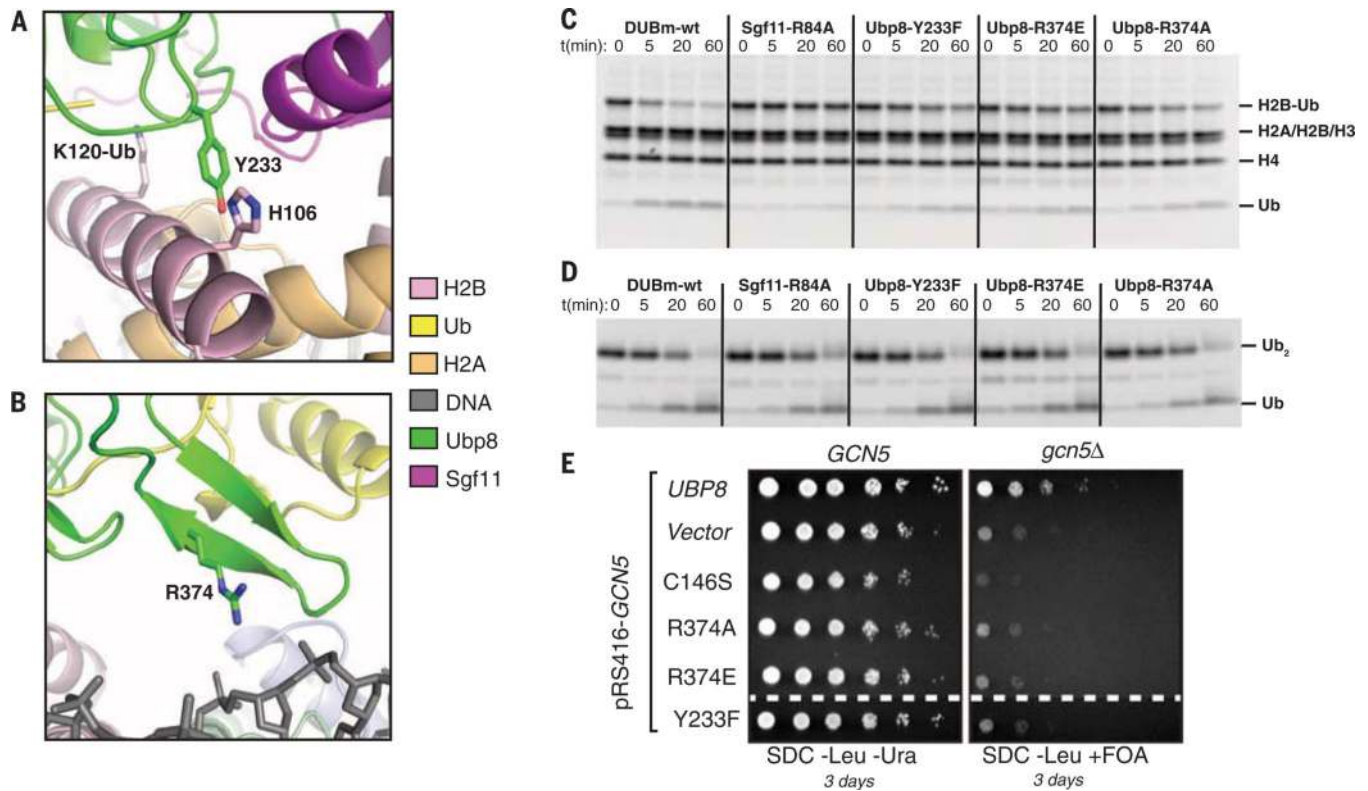 A
K120-Ub
Y233
H106
B
R374
H2B
Ub
H2A
DNA
Ubp8
Sgf11
C
DUBm-wt Sgf11-R84A Ubp8-Y233F Ubp8-R374E Ubp8-R374A
t(min): 0 5 20 60 0 5 20 60 0 5 20 60 0 5 20 60 0 5 20 60
H2B-Ub
H2A/H2B/H3
H4
Ub
D
DUBm-wt Sgf11-R84A Ubp8-Y233F Ubp8-R374E Ubp8-R374A
t(min): 0 5 20 60 0 5 20 60 0 5 20 60 0 5 20 60 0 5 20 60
Ub₂
Ub
E
GCN5 gcn5Δ
pRS416-GCN5
UBP8
Vector
C146S
R374A
R374E
Y233F
SDC -Leu -Ura SDC -Leu +FOA
3 days 3 days